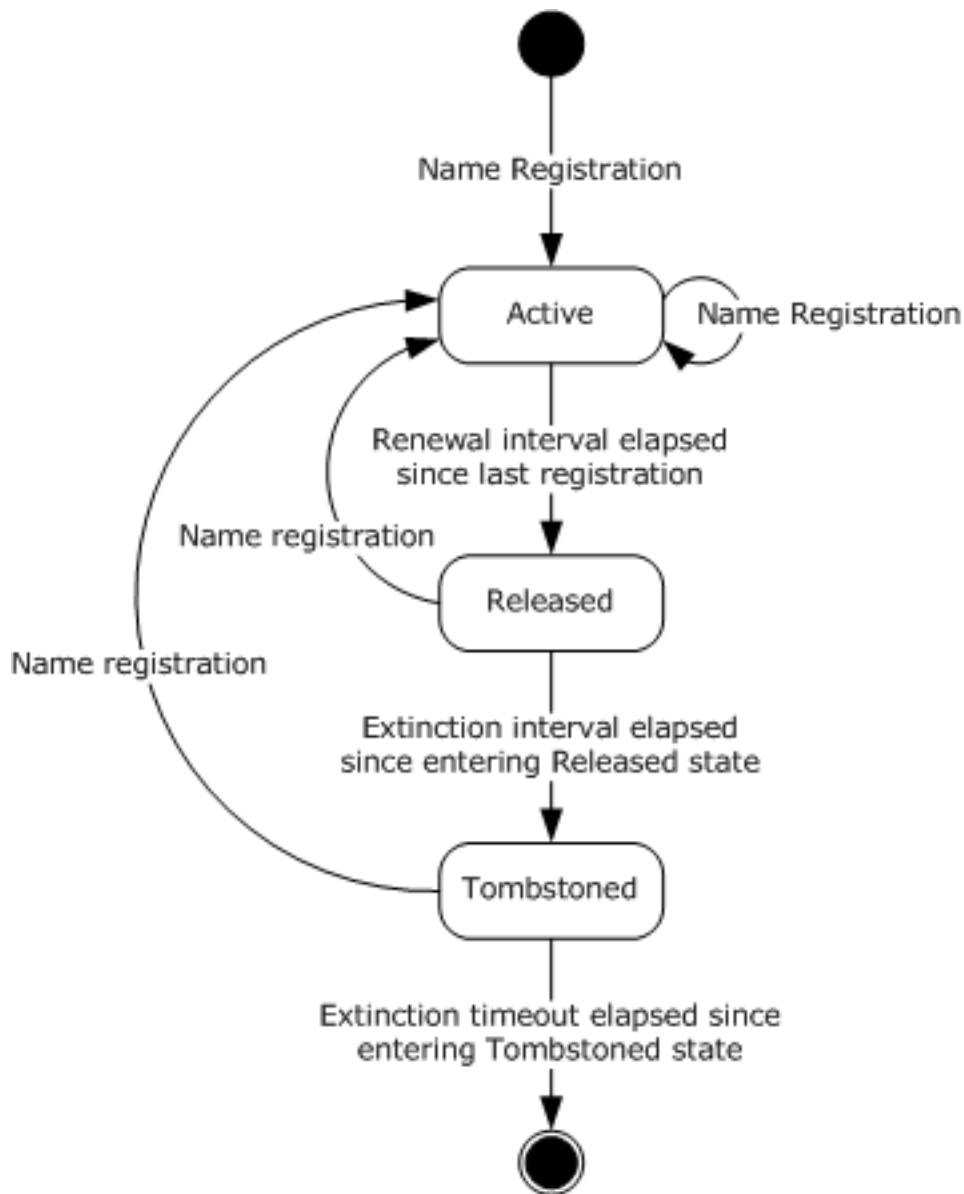 Name Registration
Active
Name Registration
Renewal interval elapsed
since last registration
Name registration
Released
Name registration
Extinction interval elapsed
since entering Released state
Tombstoned
Extinction timeout elapsed since
entering Tombstoned state